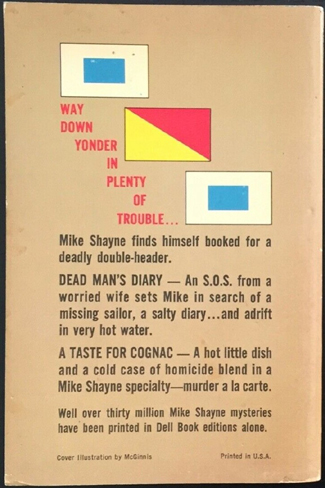 WAY
DOWN
YONDER
IN
PLENTY
OF
TROUBLE...
Mike Shayne finds himself booked for a
deadly double-header.
DEAD MAN'S DIARY — An S.O.S. from a
worried wife sets Mike in search of a
missing sailor, a salty diary...and adrift
in very hot water.
A TASTE FOR COGNAC — A hot little dish
and a cold case of homicide blend in a
Mike Shayne specialty—murder a la carte.
Well over thirty million Mike Shayne mysteries
have been printed in Dell Book editions alone.
Cover Illustration by McGinnis Printed in U.S.A.